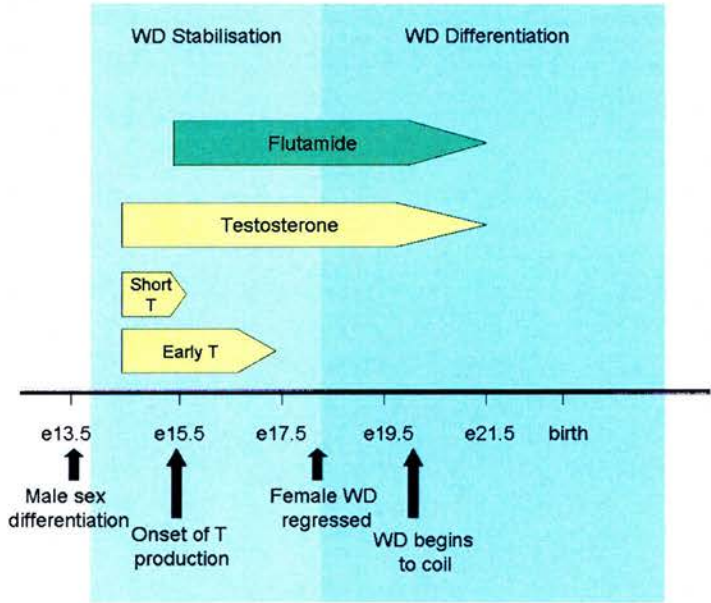 WD Stabilisation
WD Differentiation
Flutamide
Testosterone
Short
T
Early T
e13.5
e15.5
e17.5
e19.5
e21.5
birth
Male sex
differentiation
Onset of T
production
Female WD
regressed
WD begins
to coil